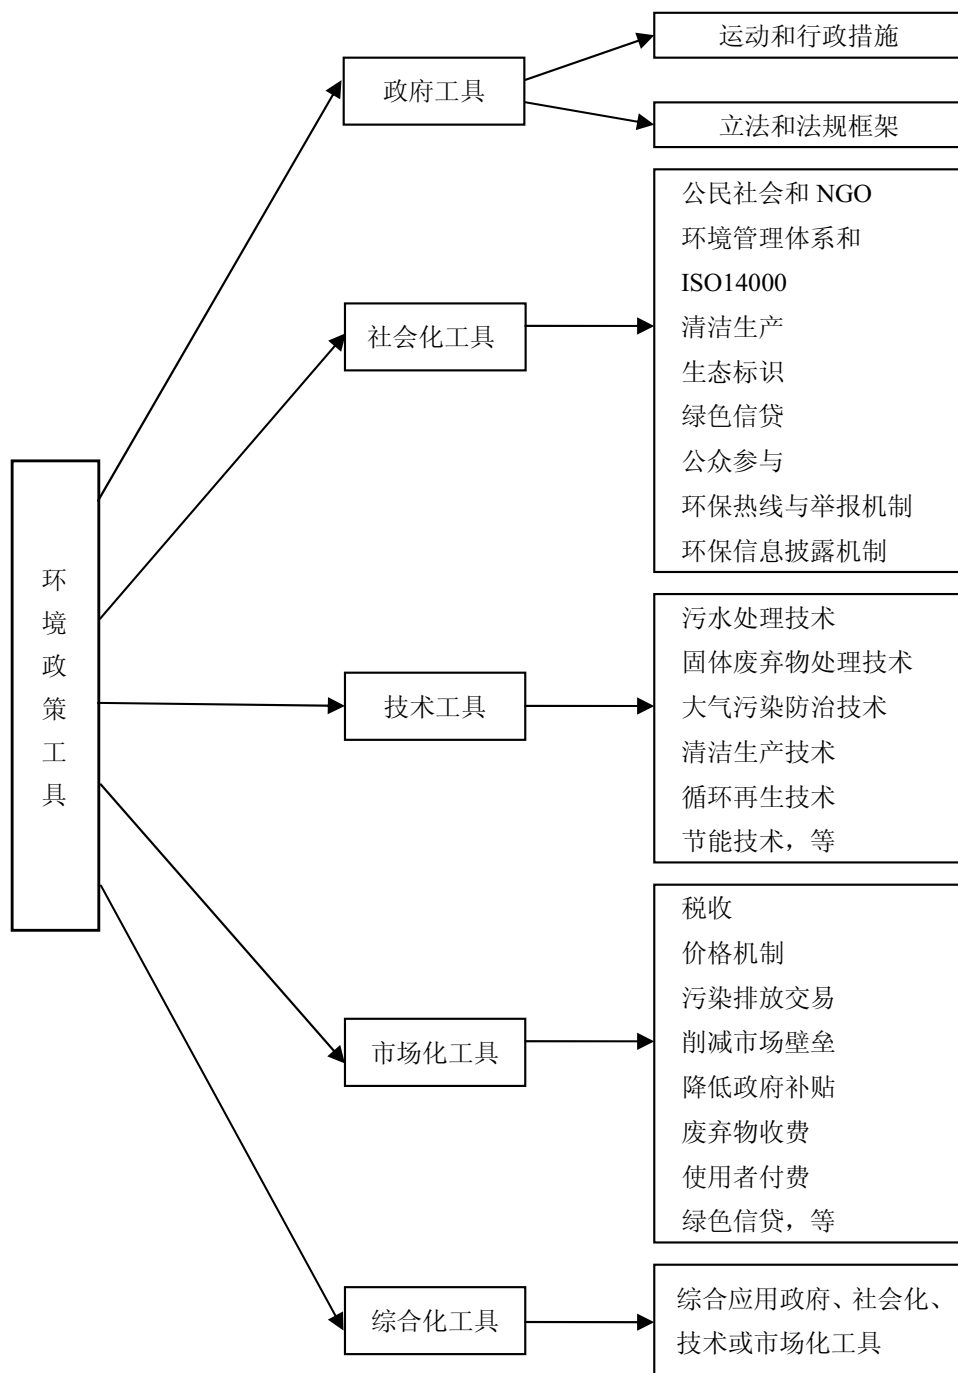 环
境
政
策
工
具
政府工具
运动和行政措施
立法和法规框架
社会化工具
公民社会和 NGO
环境管理体系和
ISO14000
清洁生产
生态标识
绿色信贷
公众参与
环保热线与举报机制
环保信息披露机制
技术工具
污水处理技术
固体废弃物处理技术
大气污染防治技术
清洁生产技术
循环再生技术
节能技术，等
市场化工具
税收
价格机制
污染排放交易
削减市场壁垒
降低政府补贴
废弃物收费
使用者付费
绿色信贷，等
综合化工具
综合应用政府、社会化、
技术或市场化工具